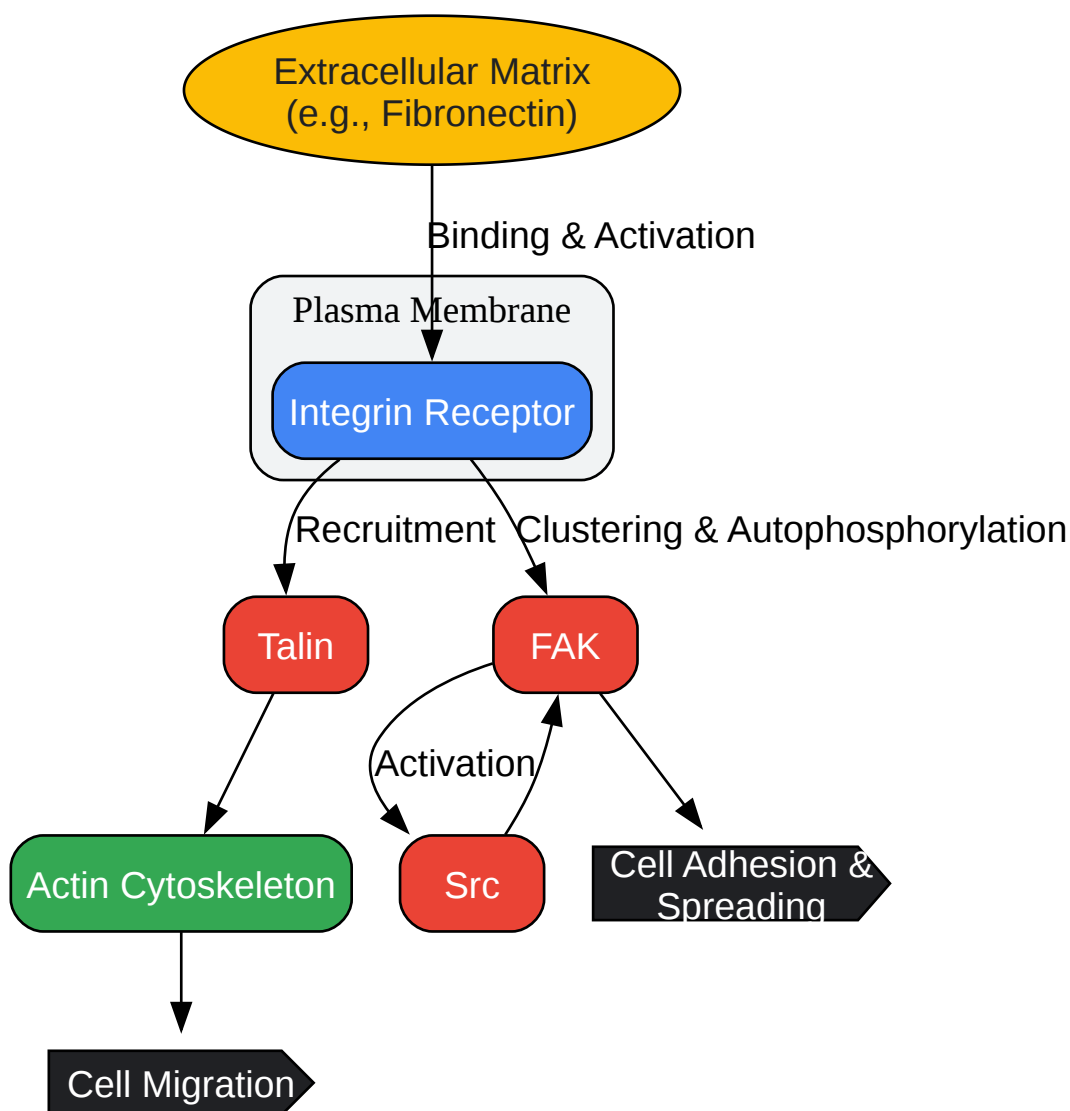 Extracellular Matrix
(e.g., Fibronectin)
Binding & Activation
Plasma Membrane
Integrin Receptor
Recruitment
Clustering & Autophosphorylation
Talin
FAK
Activation
Actin Cytoskeleton
Src
Cell Adhesion &
Spreading
Cell Migration